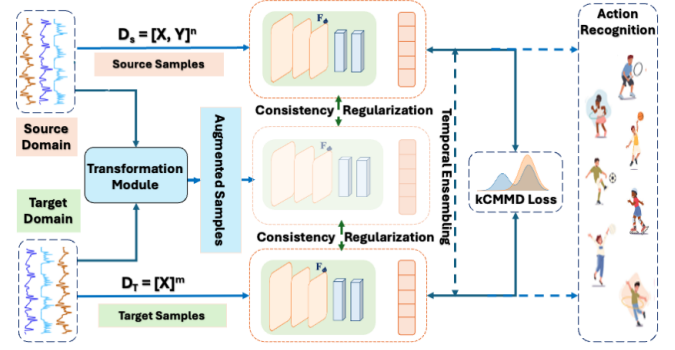 Dₛ = [X, Y]ⁿ
Source Samples
F
Action
Recognition
Source
Domain
Consistency Regularization
Transformation
Module
Augmented Samples
F
Temporal Ensembling
kCMMD Loss
Target
Domain
Consistency Regularization
D_T = [X]ᵐ
Target Samples
F